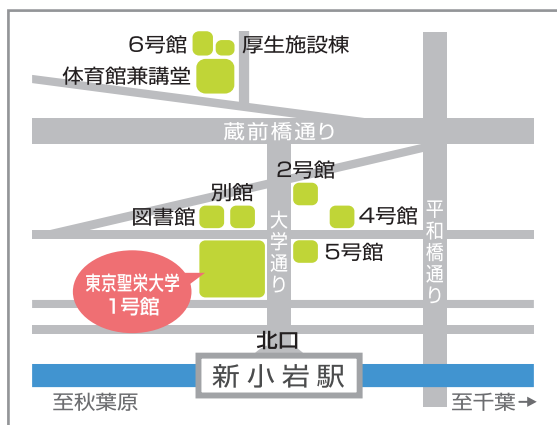 6号館
厚生施設棟
体育館兼講堂
蔵前橋通り
2号館
別館
図書館
大学通り
4号館
平和橋通り
5号館
東京聖栄大学
1号館
北口
新小岩駅
至秋葉原
至千葉→